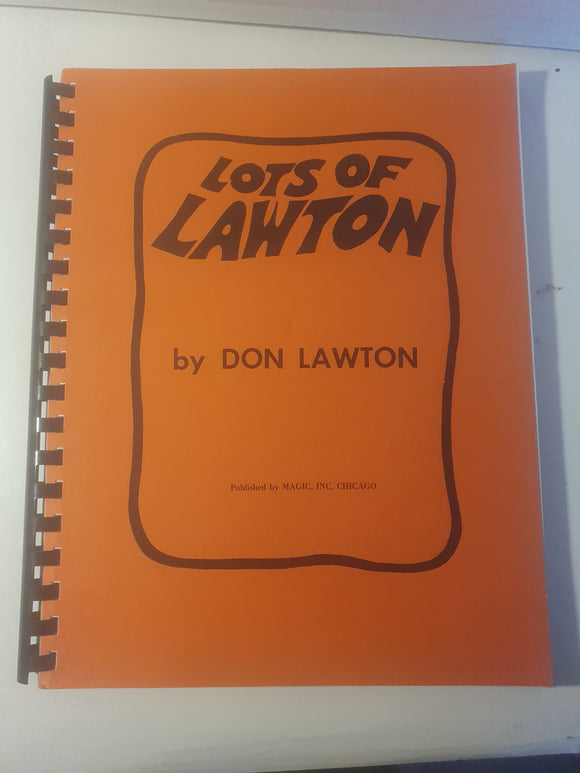 LOTS OF
LAWTON
by DON LAWTON
Published by MAGIC, INC. CHICAGO